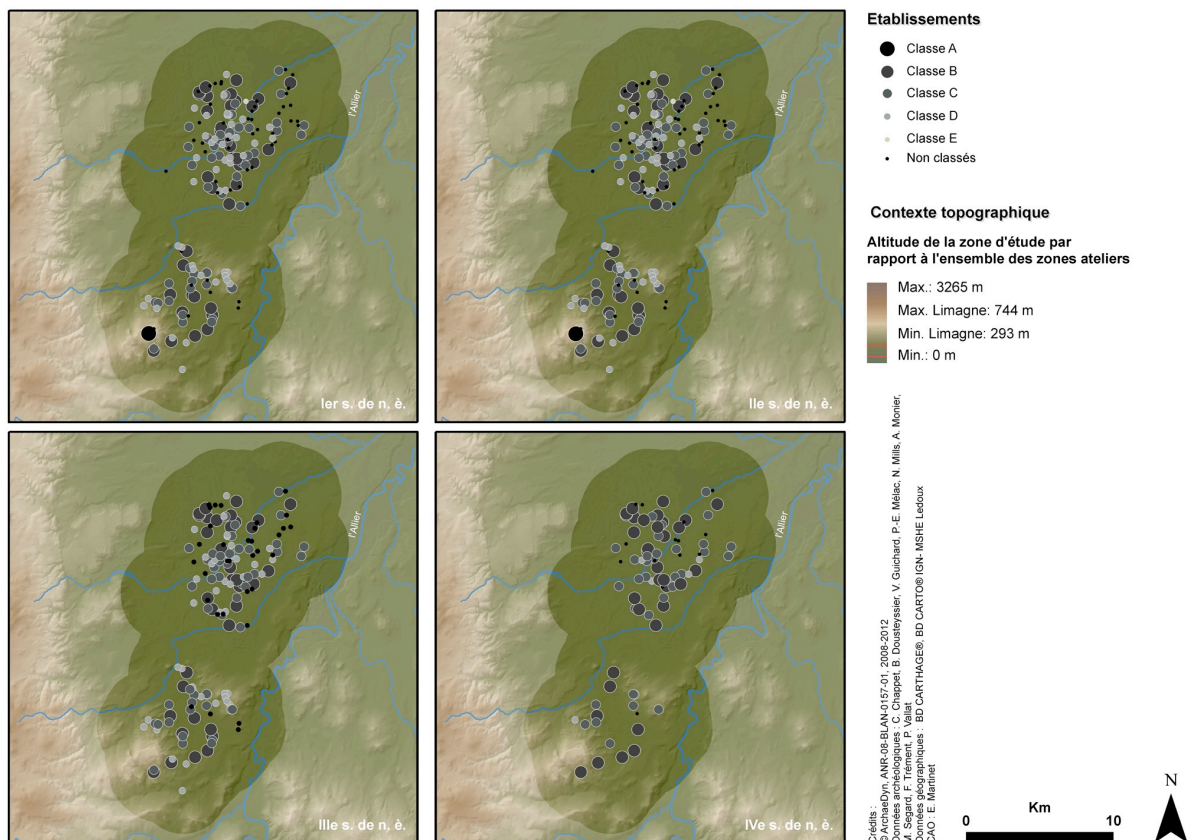 l'Allier
Ier s. de n. è.
l'Allier
IIe s. de n. è.
l'Allier
IIIe s. de n. è.
l'Allier
IVe s. de n. è.
Etablissements
Classe A
Classe B
Classe C
Classe D
Classe E
Non classés
Contexte topographique
Altitude de la zone d'étude par
rapport à l'ensemble des zones ateliers
Max.: 3265 m
Max. Limagne: 744 m
Min. Limagne: 293 m
Min.: 0 m
Crédits :
© ArchaeDyn, ANR-08-BLAN-0157-01, 2008-2012
Données archéologiques : C. Chappet, B. Dousteyssier, V. Guichard, P.-E. Mélac, N. Mills, A. Monier,
M. Segard, F. Trément, P. Vallat
Données géographiques : BD CARTHAGE®, BD CARTO® IGN- MSHE Ledoux
CAO : E. Martinet
Km
0 10
N